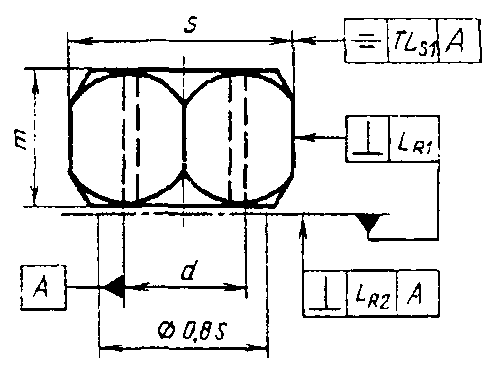 S
⌯ TL_S1 A
m
⊥ L_R1
A
d
⊥ L_R2 A
Ø 0,8 S